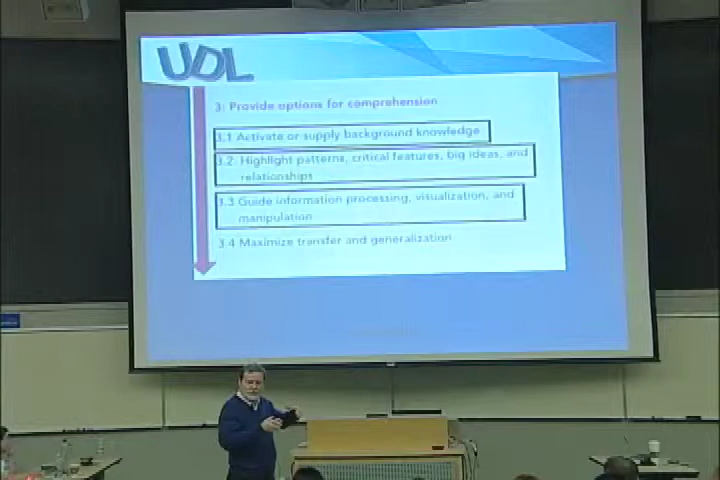 UDL
3: Provide options for comprehension
3.1 Activate or supply background knowledge
3.2 Highlight patterns, critical features, big ideas, and
relationships
3.3 Guide information processing, visualization, and
manipulation
3.4 Maximize transfer and generalization